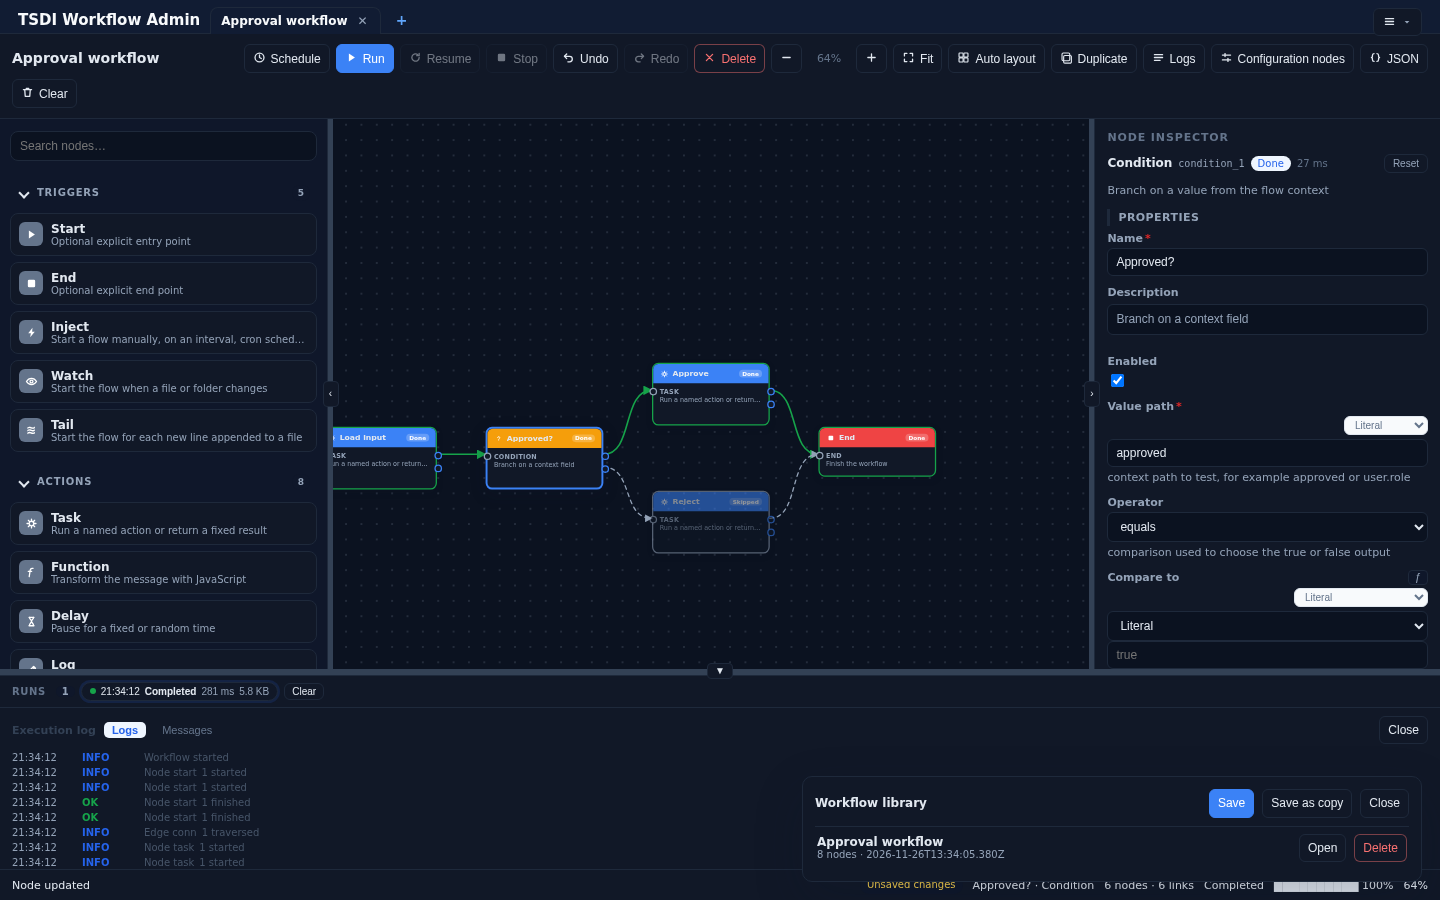 TSDI Workflow Admin
Approval workflow ✕
+
Approval workflow
Schedule Run Resume Stop Undo Redo Delete − 64% + Fit Auto layout Duplicate Logs Configuration nodes JSON
Clear
Search nodes…
TRIGGERS 5
Start
Optional explicit entry point
End
Optional explicit end point
Inject
Start a flow manually, on an interval, cron sched…
Watch
Start the flow when a file or folder changes
Tail
Start the flow for each new line appended to a file
ACTIONS 8
Task
Run a named action or return a fixed result
Function
Transform the message with JavaScript
Delay
Pause for a fixed or random time
Log
Load input Done
ASK
un a named action or return…
? Approved? Done
CONDITION
Branch on a context field
Approve Done
TASK
Run a named action or return…
Reject Skipped
TASK
Run a named action or return…
End Done
END
Finish the workflow
NODE INSPECTOR
Condition condition_1 Done 27 ms Reset
Branch on a value from the flow context
PROPERTIES
Name *
Approved?
Description
Branch on a context field
Enabled
Value path *
Literal
approved
context path to test, for example approved or user.role
Operator
equals
comparison used to choose the true or false output
Compare to ƒ
Literal
Literal
true
RUNS 1 21:34:12 Completed 281 ms 5.8 KB Clear
Execution log Logs Messages Close
21:34:12 INFO Workflow started
21:34:12 INFO Node start_1 started
21:34:12 INFO Node start_1 started
21:34:12 OK Node start_1 finished
21:34:12 OK Node start_1 finished
21:34:12 INFO Edge conn_1 traversed
21:34:12 INFO Node task_1 started
21:34:12 INFO Node task_1 started
Workflow library Save Save as copy Close
Approval workflow
8 nodes · 2026-11-26T13:34:05.380Z
Open Delete
Node updated
Unsaved changes Approved? · Condition 6 nodes · 6 links Completed ██████████ 100% 64%